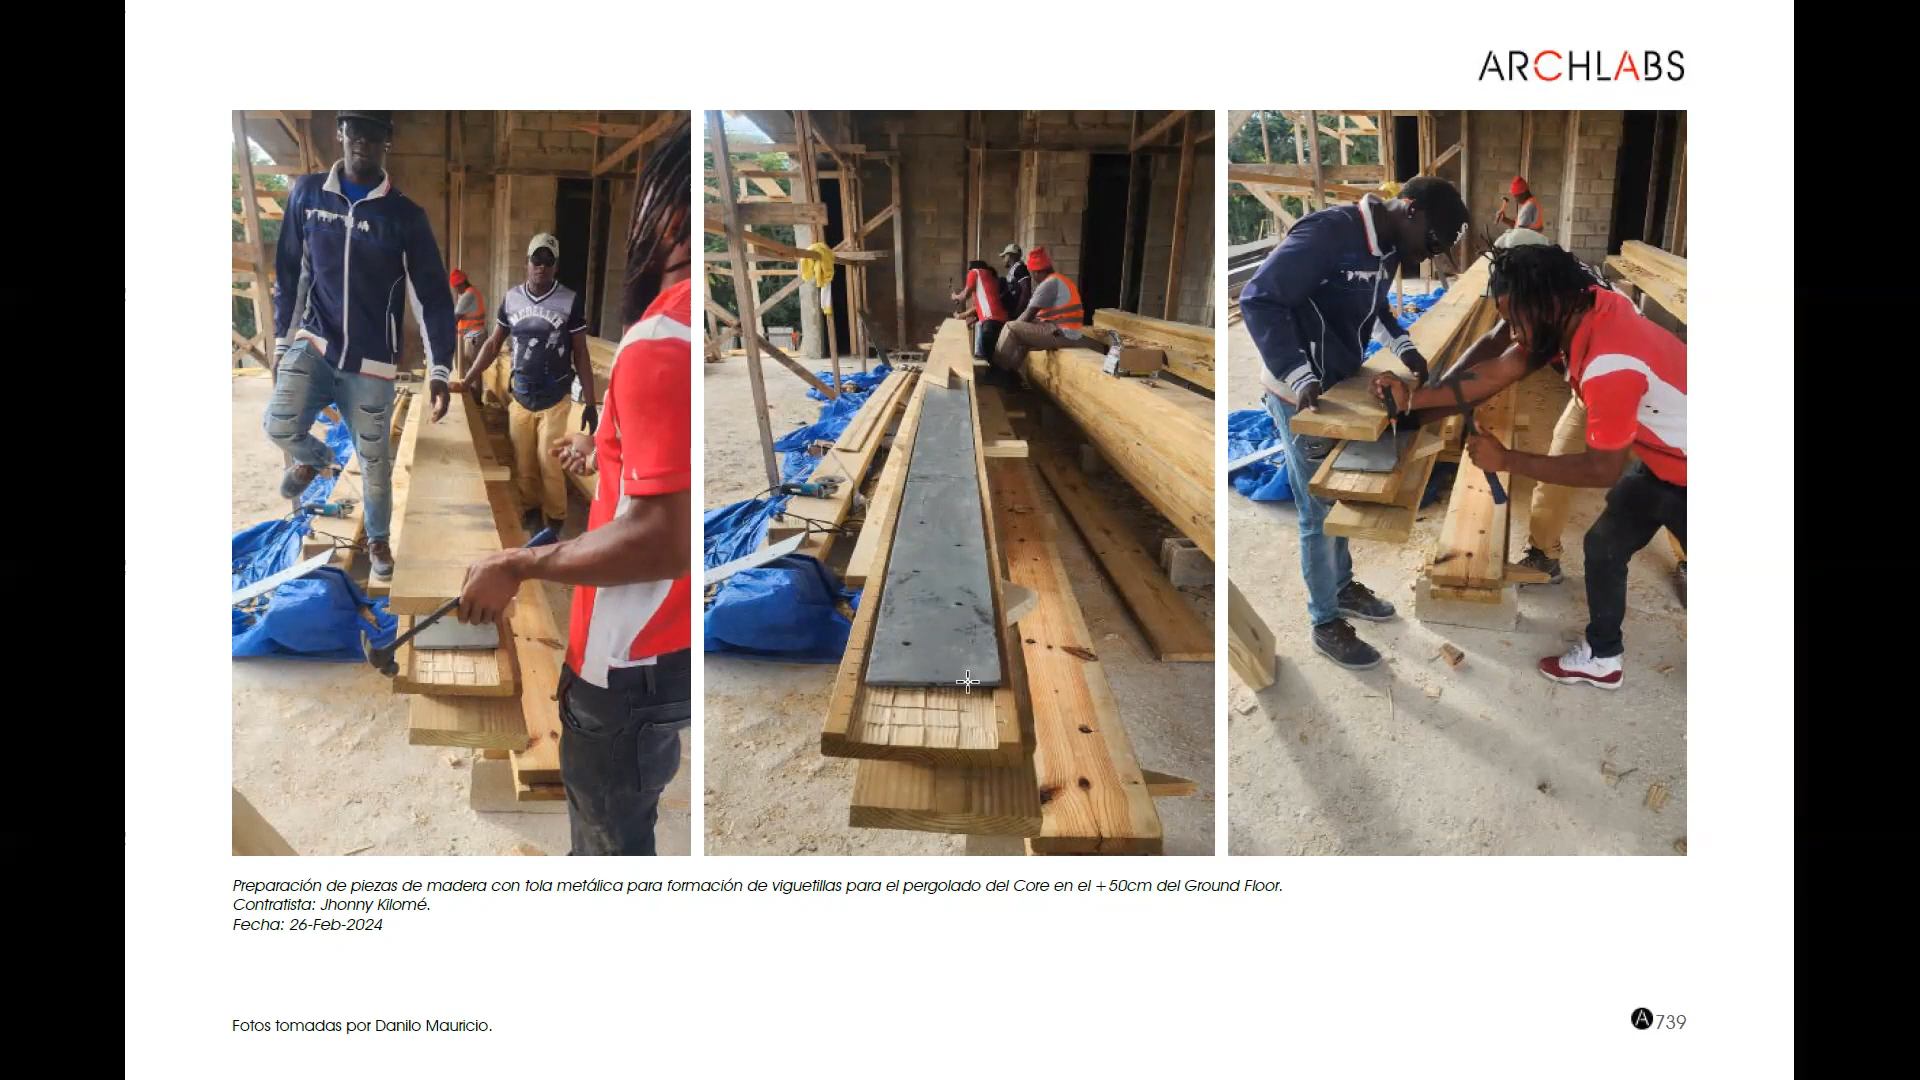 ARCHLABS
MEDELLIN
Preparación de piezas de madera con tola metálica para formación de viguetillas para el pergolado del Core en el +50cm del Ground Floor.
Contratista: Jhonny Kilomé.
Fecha: 26-Feb-2024
Fotos tomadas por Danilo Mauricio.
A 739